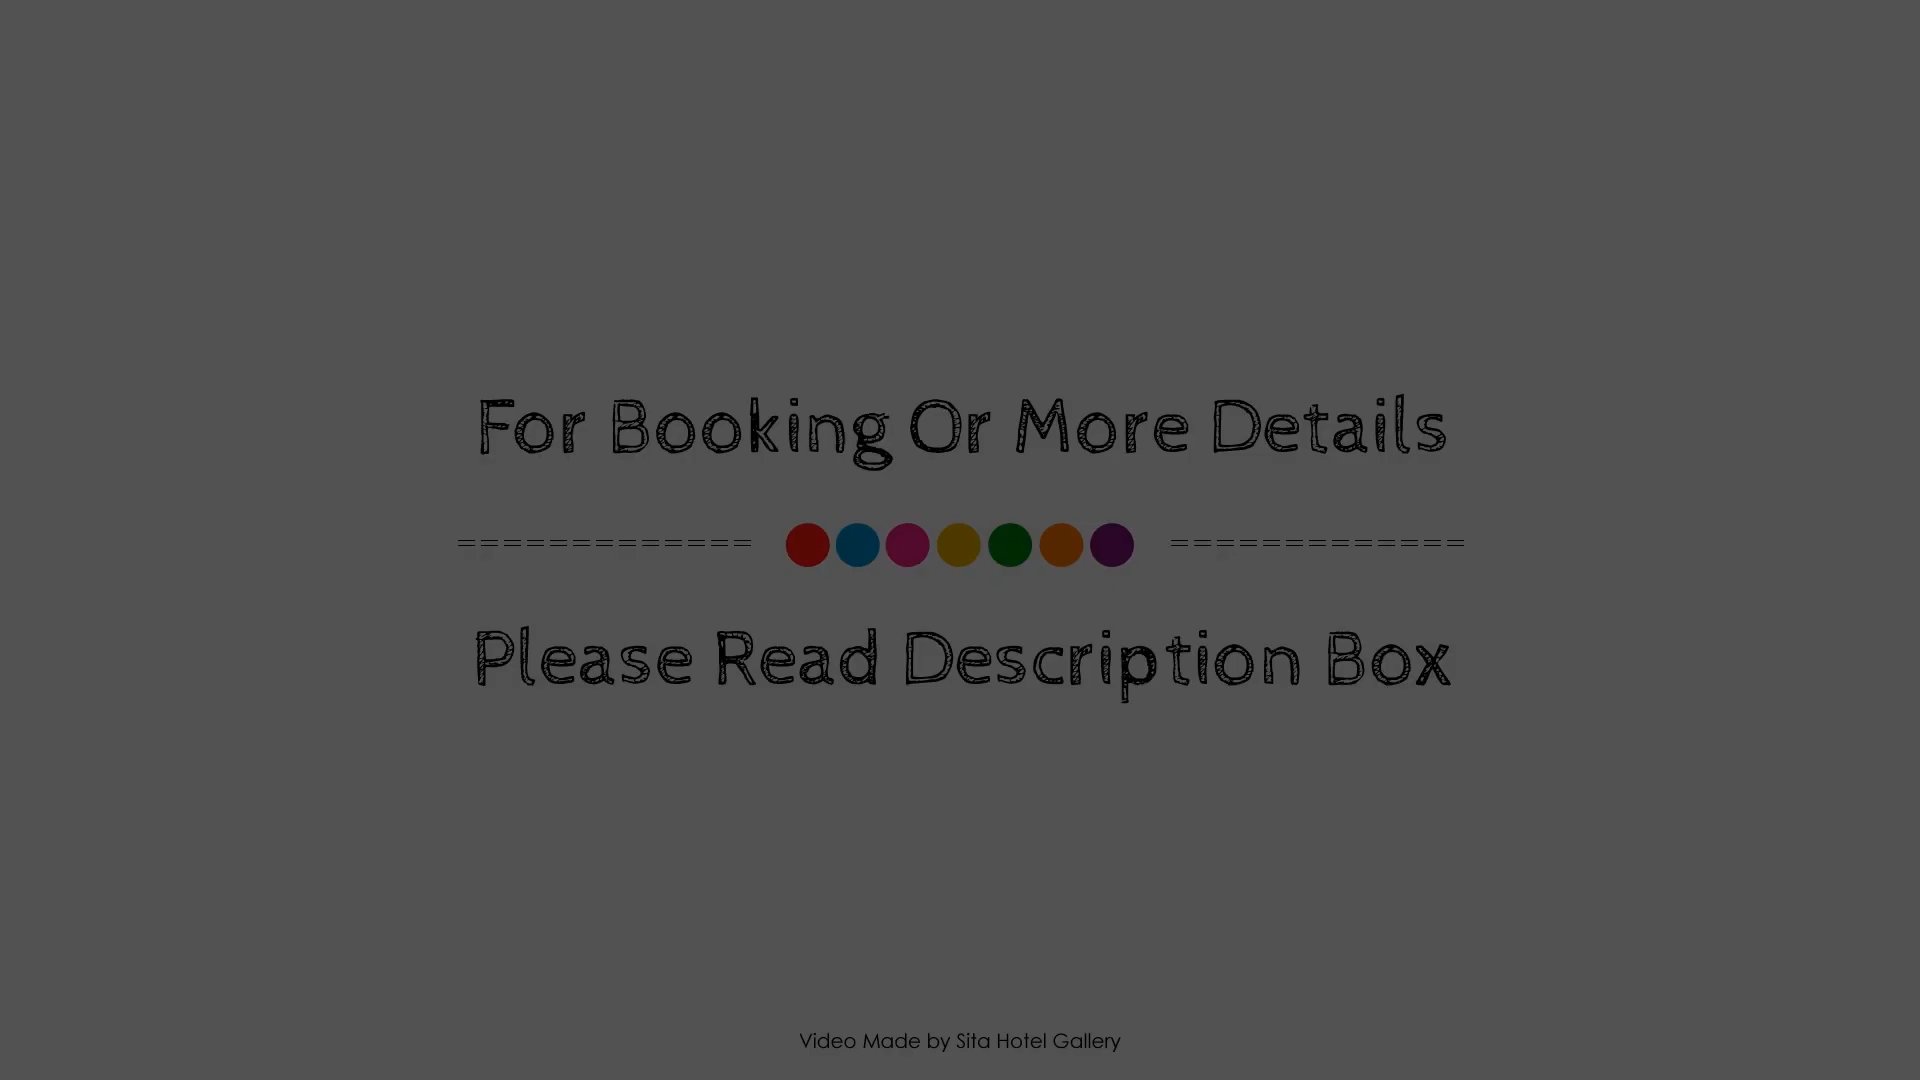 For Booking Or More Details
============= =============
Please Read Description Box
Video Made by Sita Hotel Gallery